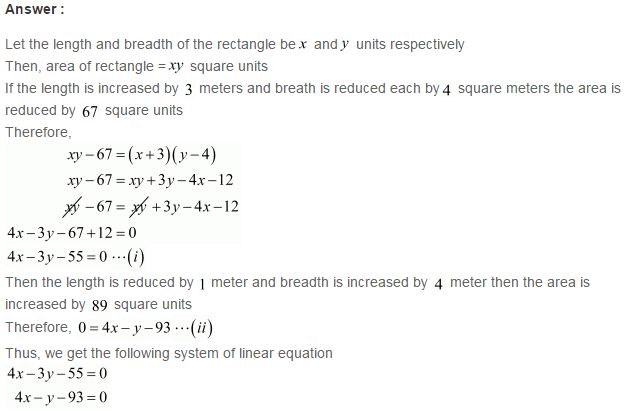 Answer :
Let the length and breadth of the rectangle be x and y units respectively
Then, area of rectangle = xy square units
If the length is increased by 3 meters and breath is reduced each by 4 square meters the area is
reduced by 67 square units
Therefore,
xy – 67 = (x + 3)(y – 4)
xy – 67 = xy + 3y – 4x – 12
xy – 67 = xy + 3y – 4x – 12
4x – 3y – 67 + 12 = 0
4x – 3y – 55 = 0 ···(i)
Then the length is reduced by 1 meter and breadth is increased by 4 meter then the area is
increased by 89 square units
Therefore, 0 = 4x – y – 93 ···(ii)
Thus, we get the following system of linear equation
4x – 3y – 55 = 0
4x – y – 93 = 0